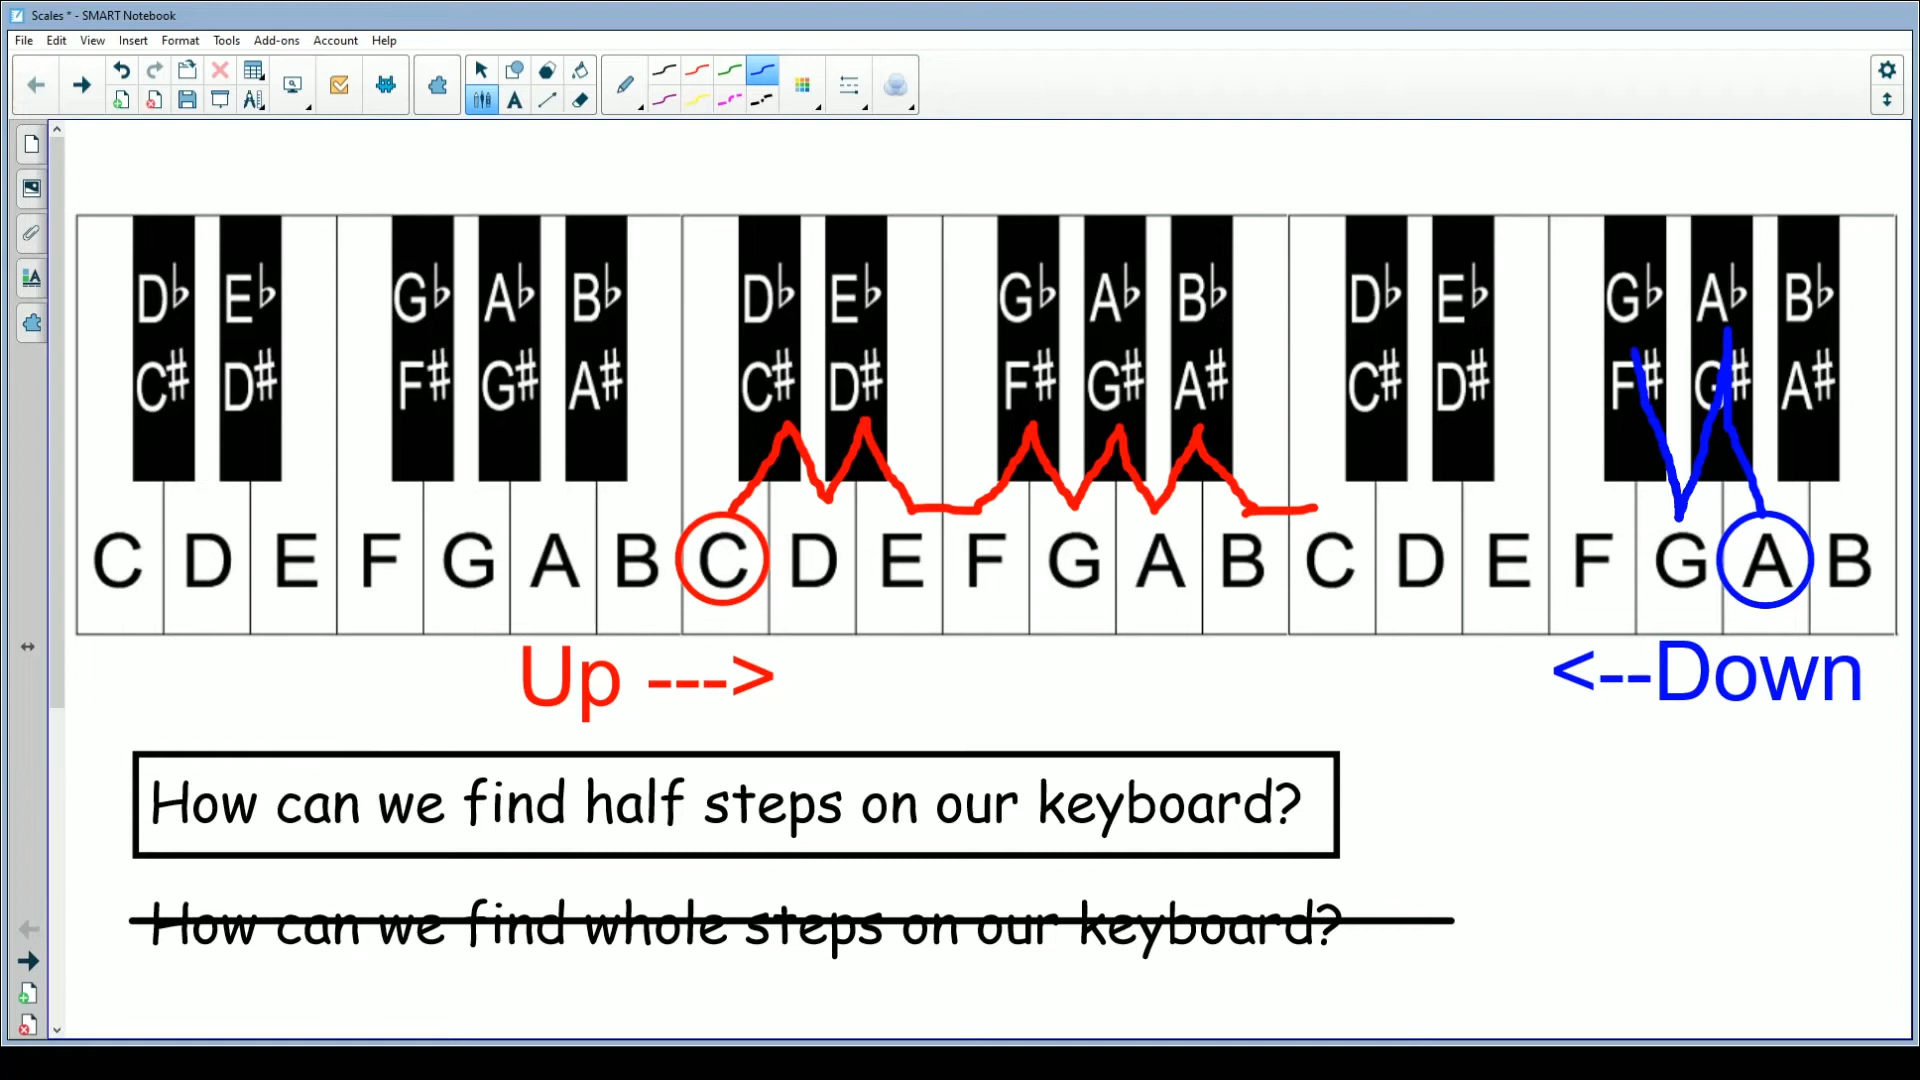 Scales * - SMART Notebook
File Edit View Insert Format Tools Add-ons Account Help
D♭ E♭ G♭ A♭ B♭ D♭ E♭ G♭ A♭ B♭ D♭ E♭ G♭ A♭ B♭
C# D# F# G# A# C# D# F# G# A# C# D# F# G# A#
C D E F G A B C D E F G A B C D E F G A B
Up ---> <--Down
How can we find half steps on our keyboard?
How can we find whole steps on our keyboard?